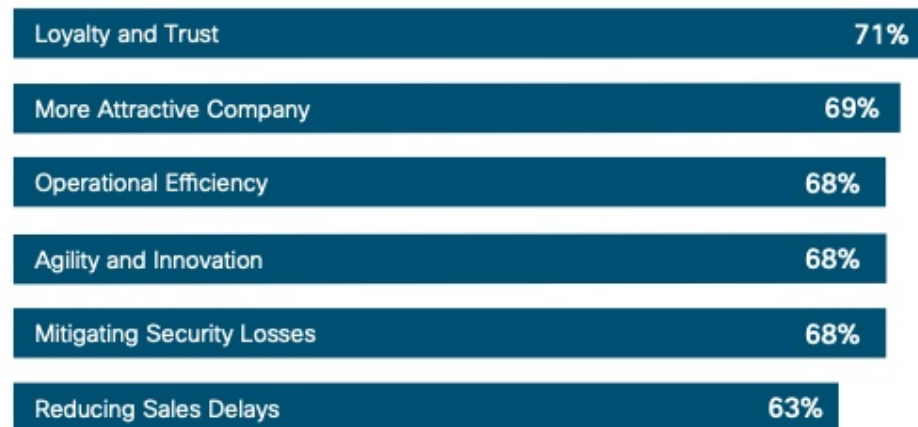 Loyalty and Trust 71%
More Attractive Company 69%
Operational Efficiency 68%
Agility and Innovation 68%
Mitigating Security Losses 68%
Reducing Sales Delays 63%